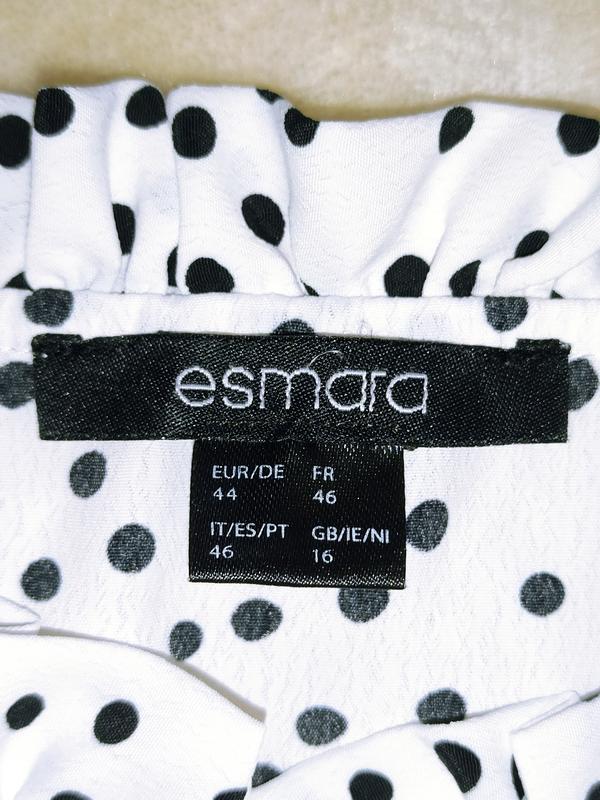 esmara
EUR/DE FR
44 46
IT/ES/PT GB/IE/NI
46 16